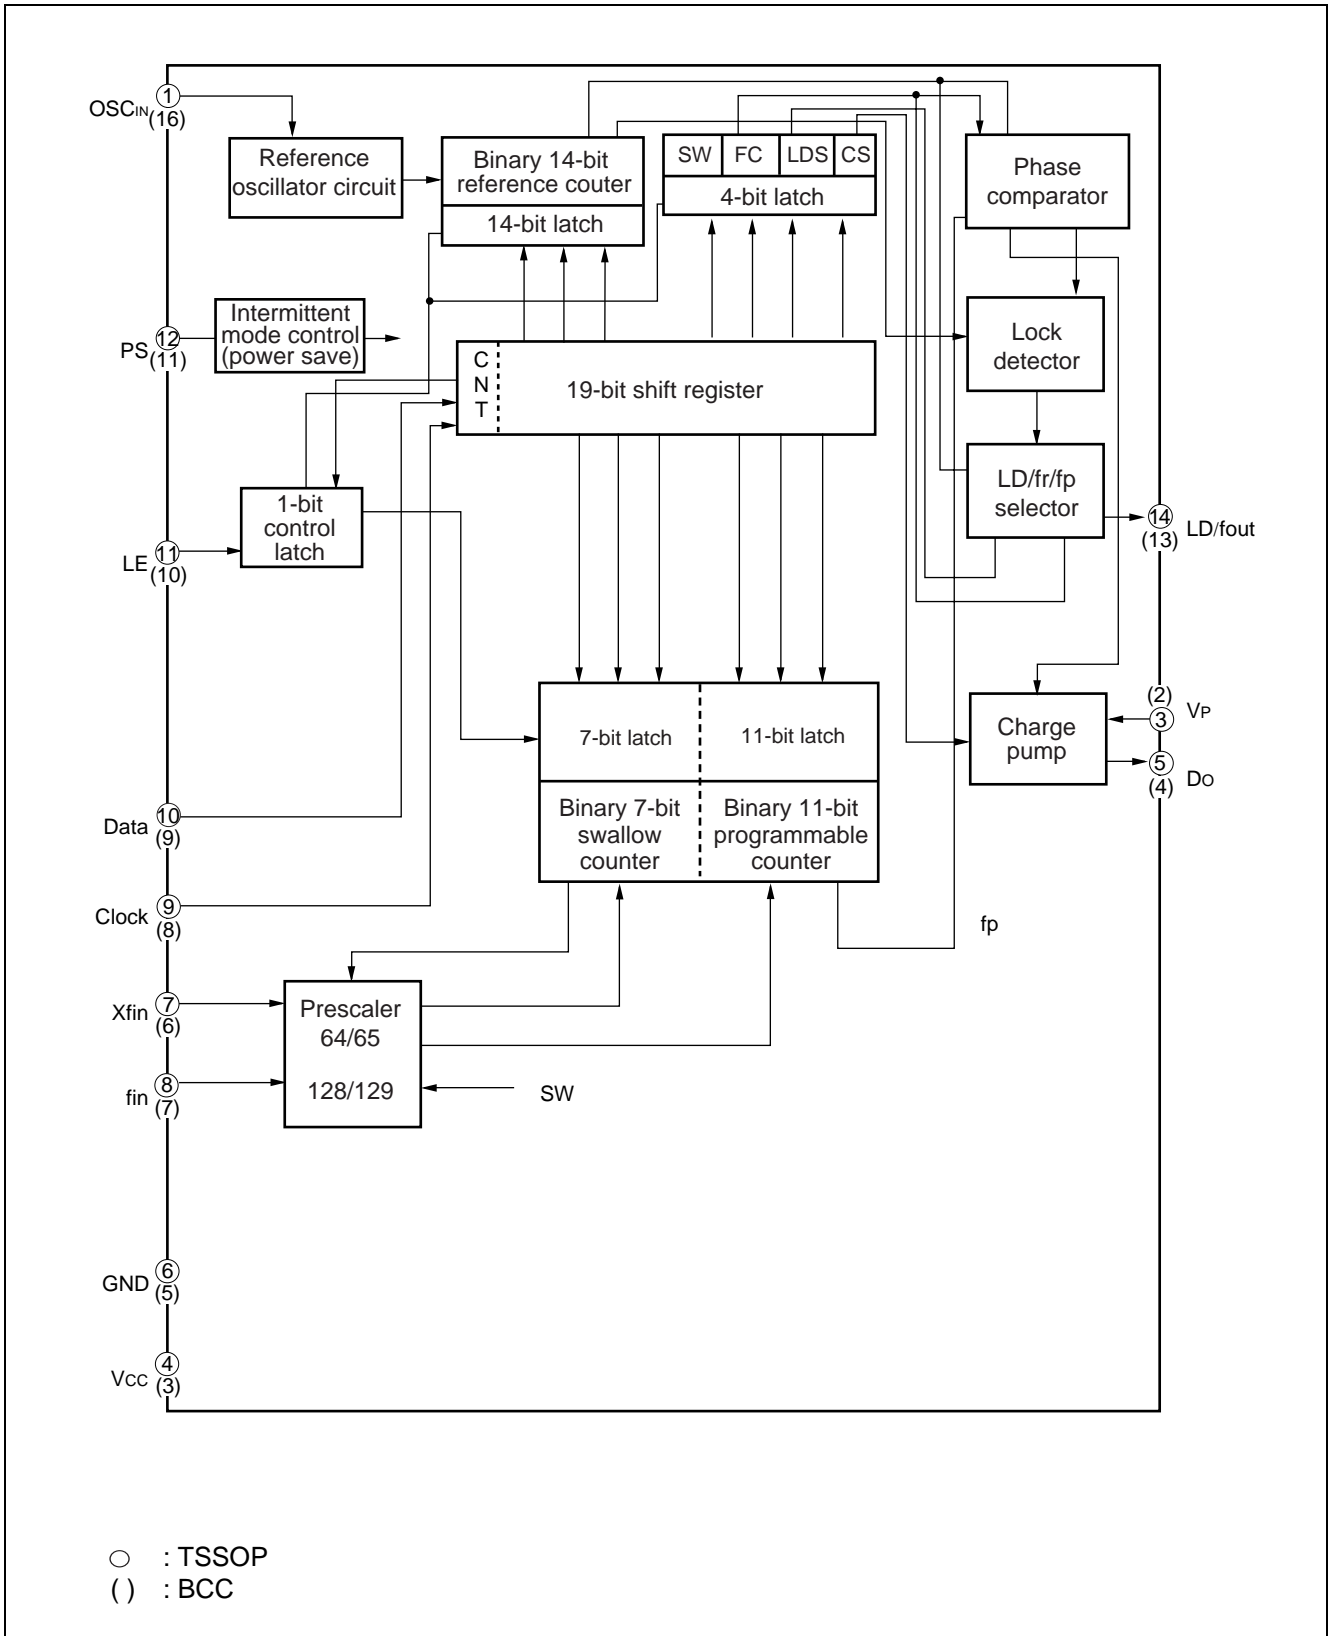 1
OSCIN
(16)
Reference
oscillator circuit
Binary 14-bit
reference couter
14-bit latch
SW FC LDS CS
4-bit latch
Phase
comparator
Intermittent
mode control
(power save)
12
PS
(11)
C
N
T
19-bit shift register
Lock
detector
LD/fr/fp
selector
14
LD/fout
(13)
1-bit
control
latch
11
LE
(10)
7-bit latch
11-bit latch
Binary 7-bit
swallow
counter
Binary 11-bit
programmable
counter
Charge
pump
(2)
VP
3
5
DO
(4)
10
Data
(9)
9
Clock
(8)
fp
7
Xfin
(6)
Prescaler
64/65
128/129
8
fin
(7)
SW
6
GND
(5)
4
VCC
(3)
: TSSOP
( ) : BCC